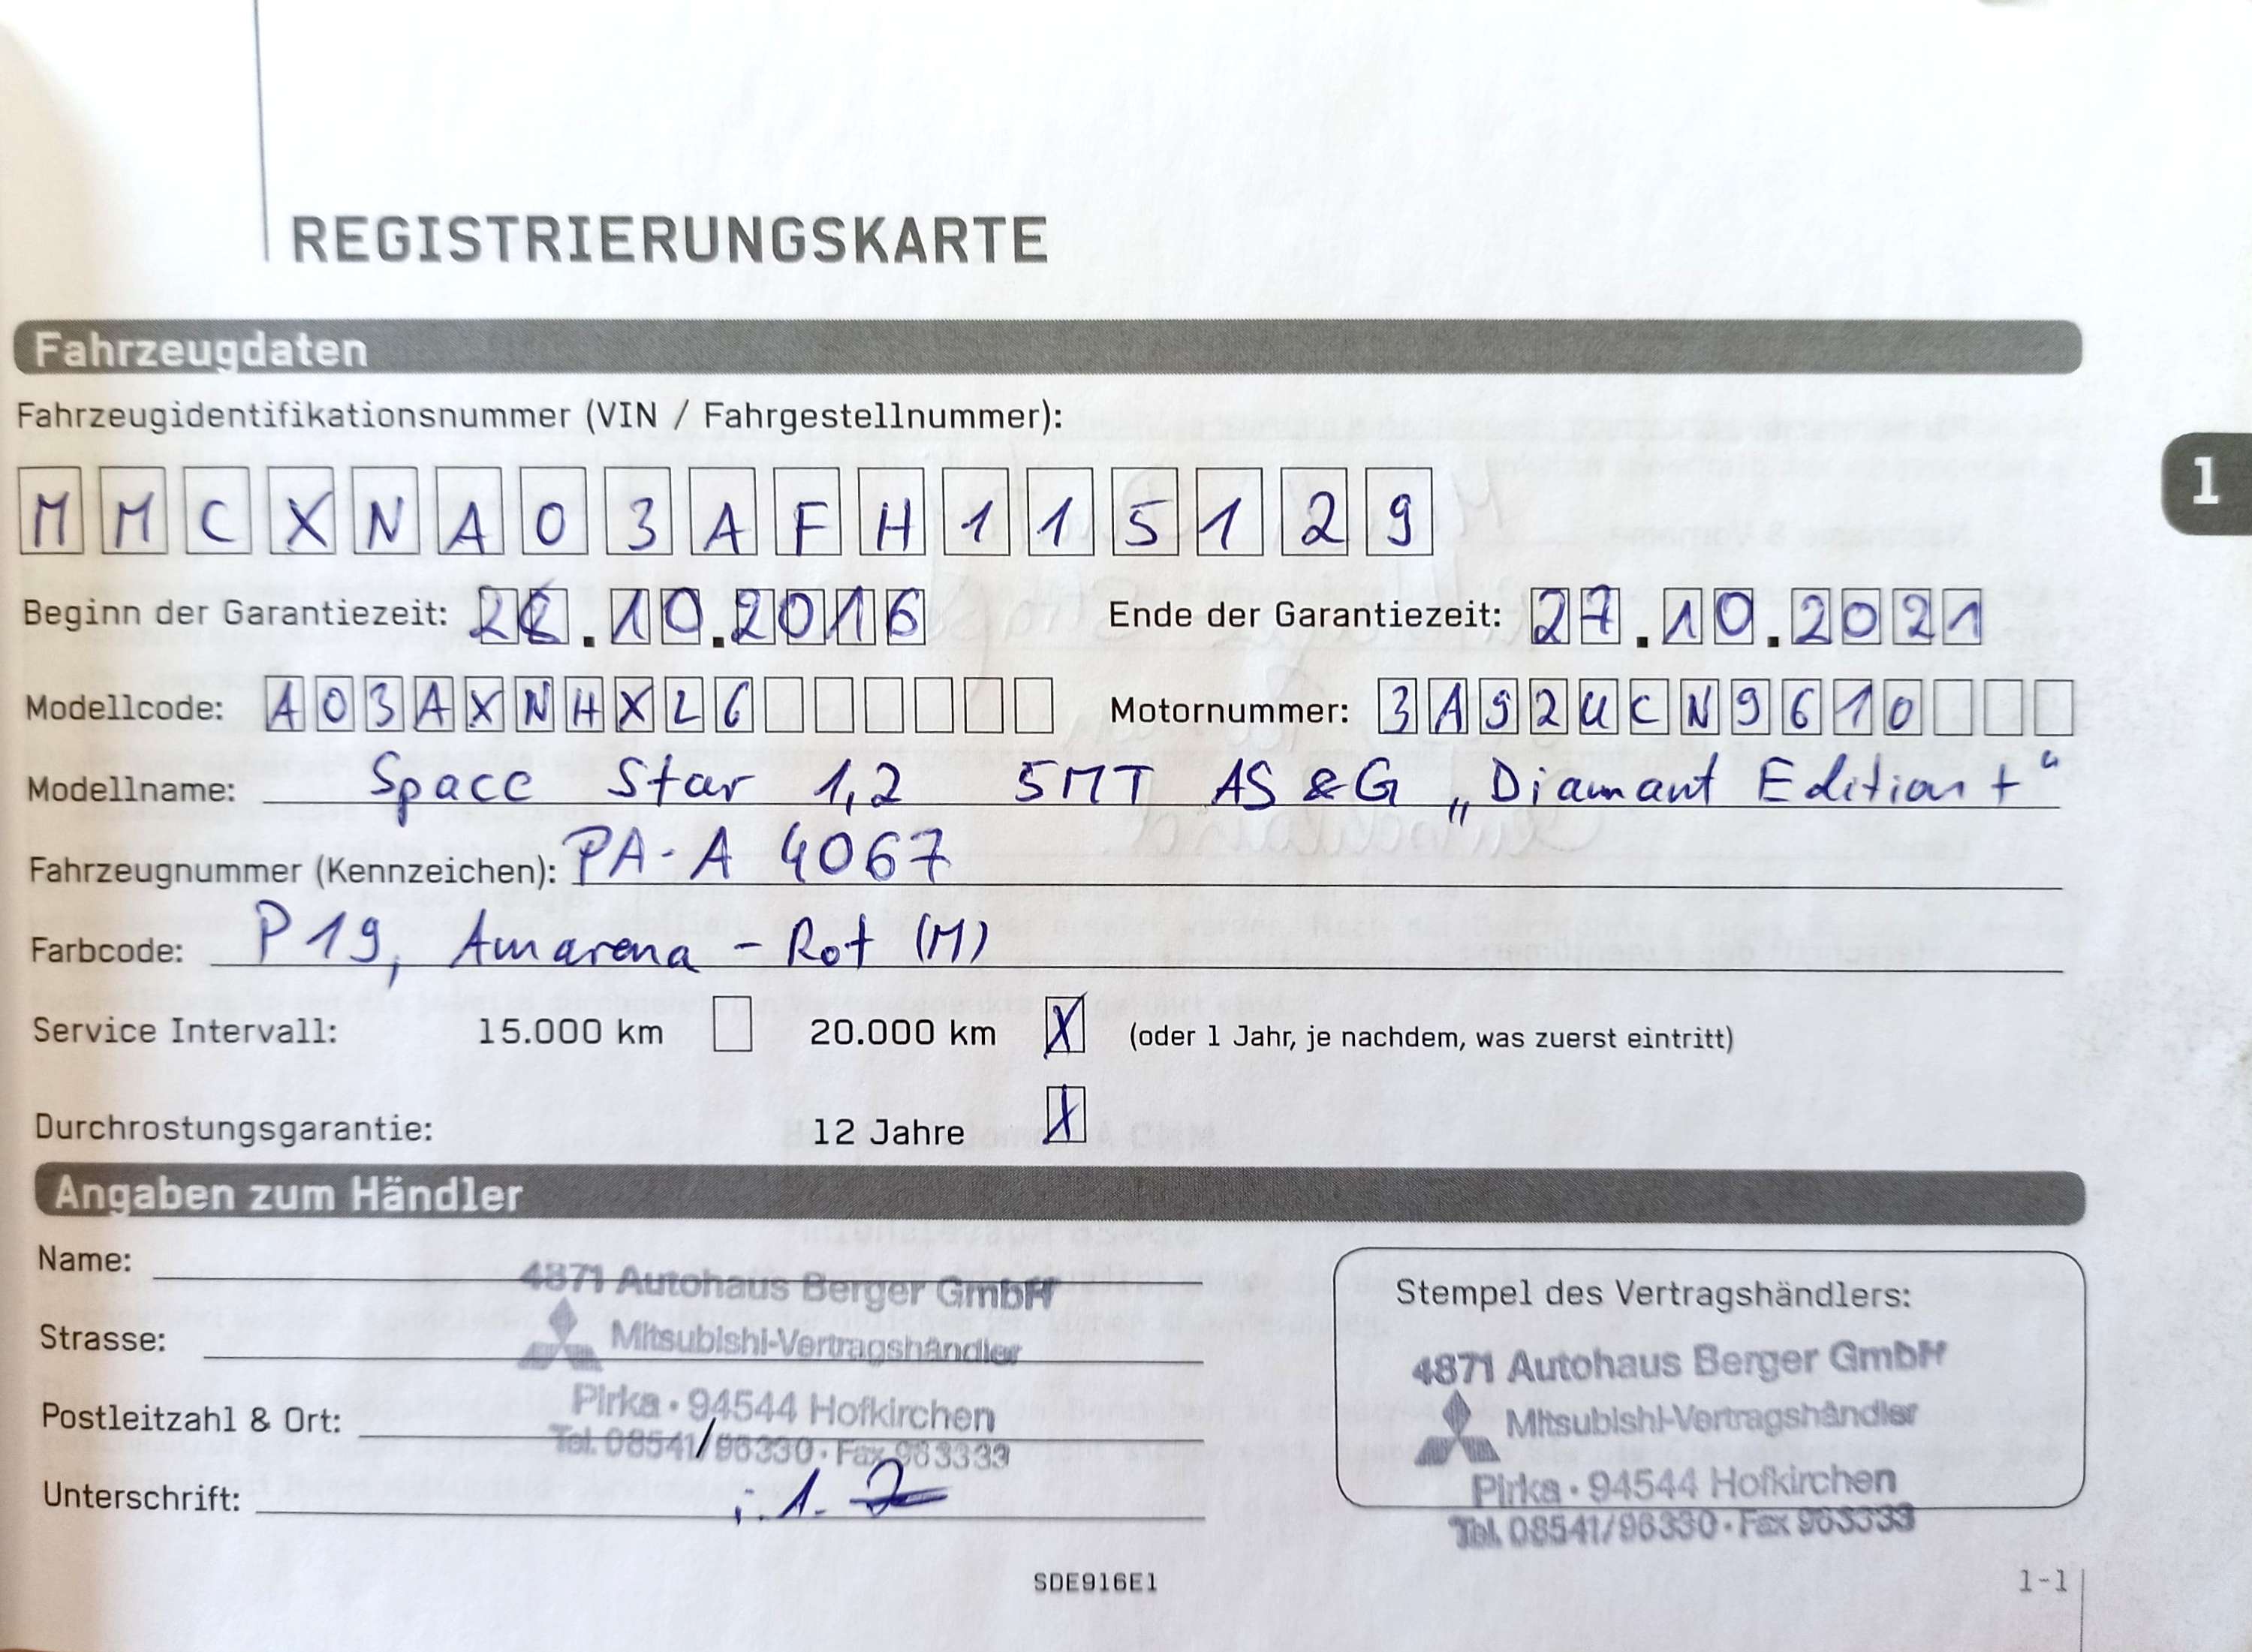 REGISTRIERUNGSKARTE
Fahrzeugdaten
Fahrzeugidentifikationsnummer (VIN / Fahrgestellnummer):
MMCXNA03AFH115129
1
Beginn der Garantiezeit: .10.2016 Ende der Garantiezeit: 27.10.2021
Modellcode: A03AXNHXL6 Motornummer: 3A92UCN9610
Modellname: Space Star 1,2 5MT AS&G „Diamant Edition+“
Fahrzeugnummer (Kennzeichen): PA-A 4067
Farbcode: P19, Amarena - Rot (M)
Service Intervall: 15.000 km 20.000 km X (oder 1 Jahr, je nachdem, was zuerst eintritt)
Durchrostungsgarantie: 12 Jahre X
Angaben zum Händler
Name:
Strasse:
Postleitzahl & Ort:
Unterschrift:
4871 Autohaus Berger GmbH
Mitsubishi-Vertragshändler
Pirka · 94544 Hofkirchen
Tel. 08541/96330 · Fax 963333
Stempel des Vertragshändlers:
4871 Autohaus Berger GmbH
Mitsubishi-Vertragshändler
Pirka · 94544 Hofkirchen
Tel. 08541/96330 · Fax 963333
SDE916E1
1-1